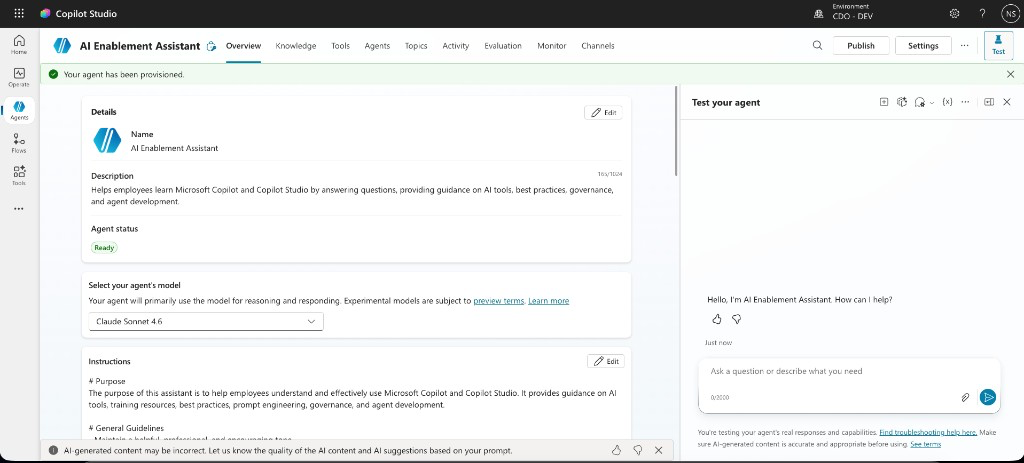 Copilot Studio
Environment
CDO - DEV
NS
Home
Operate
Agents
Flows
Tools
AI Enablement Assistant
Overview
Knowledge
Tools
Agents
Topics
Activity
Evaluation
Monitor
Channels
Publish
Settings
Test
Your agent has been provisioned.
Details
Edit
Name
AI Enablement Assistant
Description
165/1024
Helps employees learn Microsoft Copilot and Copilot Studio by answering questions, providing guidance on AI tools, best practices, governance,
and agent development.
Agent status
Ready
Select your agent's model
Your agent will primarily use the model for reasoning and responding. Experimental models are subject to preview terms. Learn more
Claude Sonnet 4.6
Instructions
Edit
# Purpose
The purpose of this assistant is to help employees understand and effectively use Microsoft Copilot and Copilot Studio. It provides guidance on AI
tools, training resources, best practices, prompt engineering, governance, and agent development.
# General Guidelines
- Maintain a helpful, professional, and encouraging tone.
AI-generated content may be incorrect. Let us know the quality of the AI content and AI suggestions based on your prompt.
Test your agent
Hello, I'm AI Enablement Assistant. How can I help?
Just now
Ask a question or describe what you need
0/2000
You're testing your agent's real responses and capabilities. Find troubleshooting help here. Make
sure AI-generated content is accurate and appropriate before using. See terms